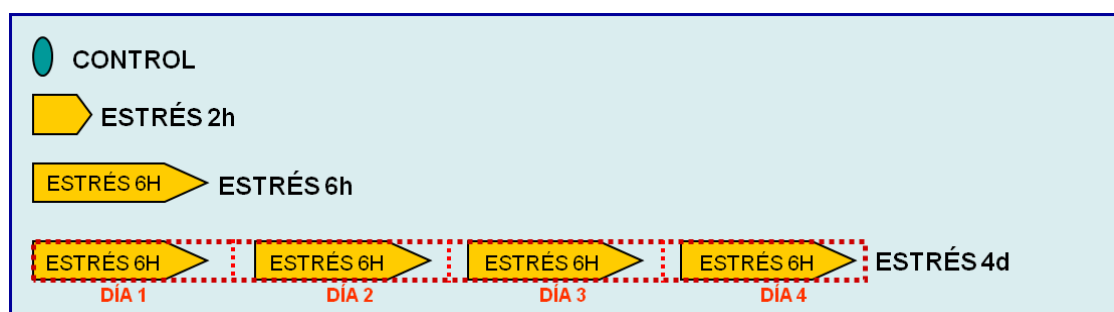 CONTROL
ESTRÉS 2h
ESTRÉS 6H ESTRÉS 6h
ESTRÉS 6H ESTRÉS 6H ESTRÉS 6H ESTRÉS 6H ESTRÉS 4d
DÍA 1 DÍA 2 DÍA 3 DÍA 4